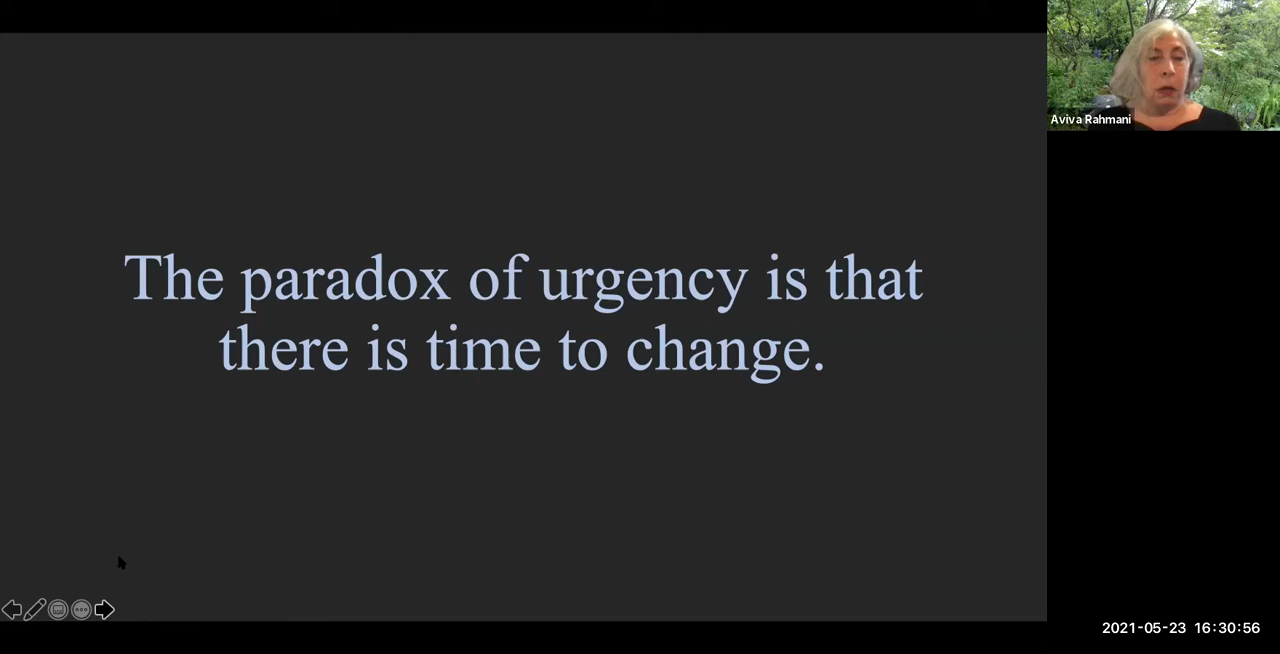 The paradox of urgency is that
there is time to change.
Aviva Rahmani
2021-05-23 16:30:56